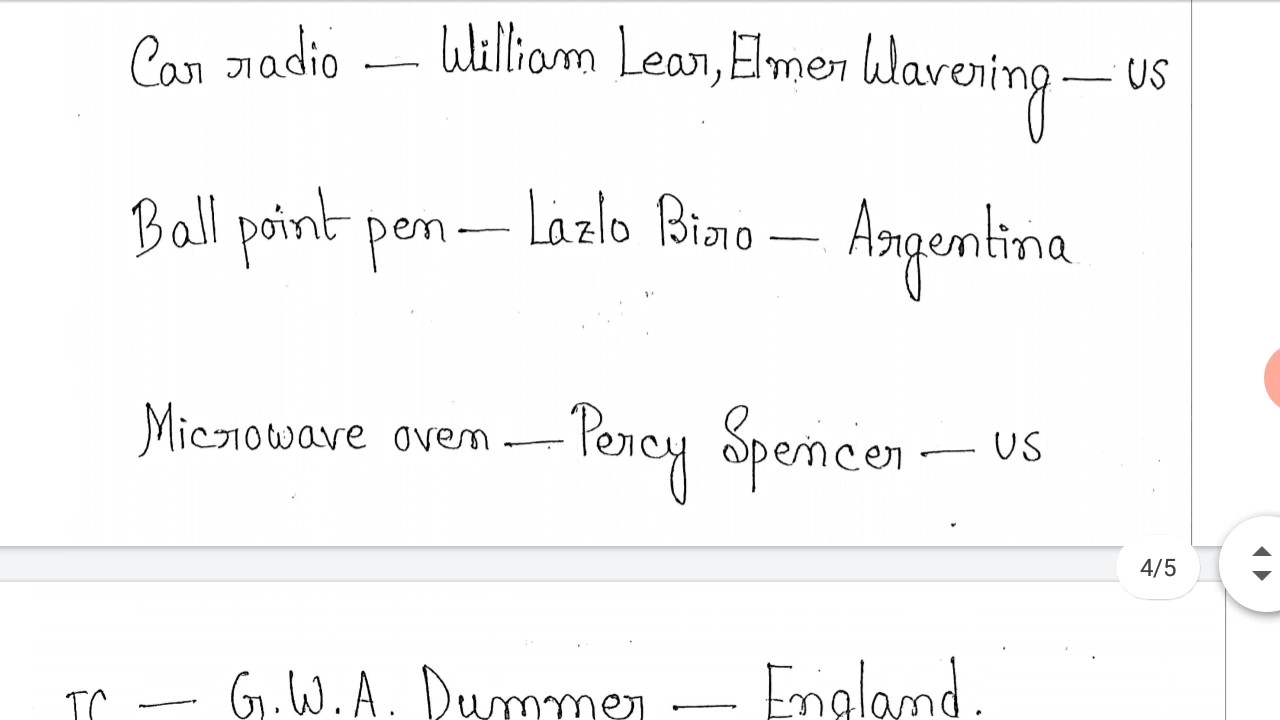 Car radio — William Lear, Elmer Wavering — US
Ball point pen — Lazlo Biro — Argentina
Microwave oven — Percy Spencer — US
4/5
IC — G.W.A. Dummer — England.